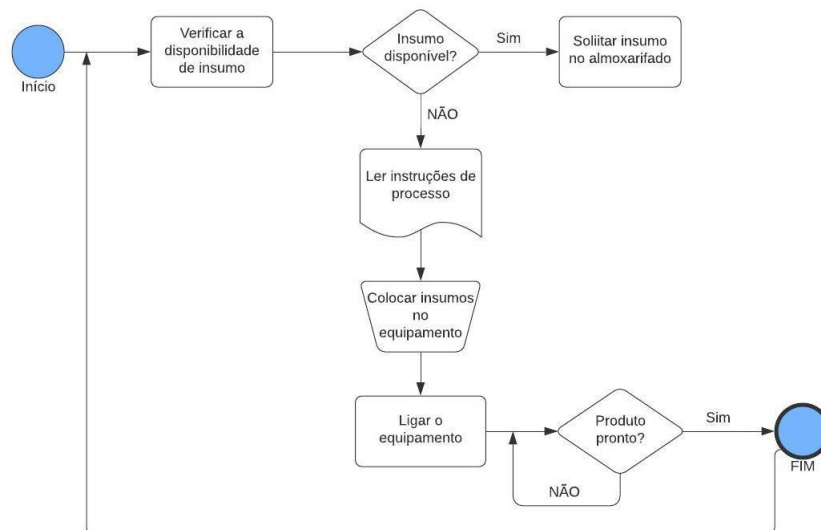 Início
Verificar a
disponibilidade
de insumo
Insumo
disponível?
Sim
Soliitar insumo
no almoxarifado
NÃO
Ler instruções de
processo
Colocar insumos
no
equipamento
Ligar o
equipamento
Produto
pronto?
Sim
NÃO
FIM